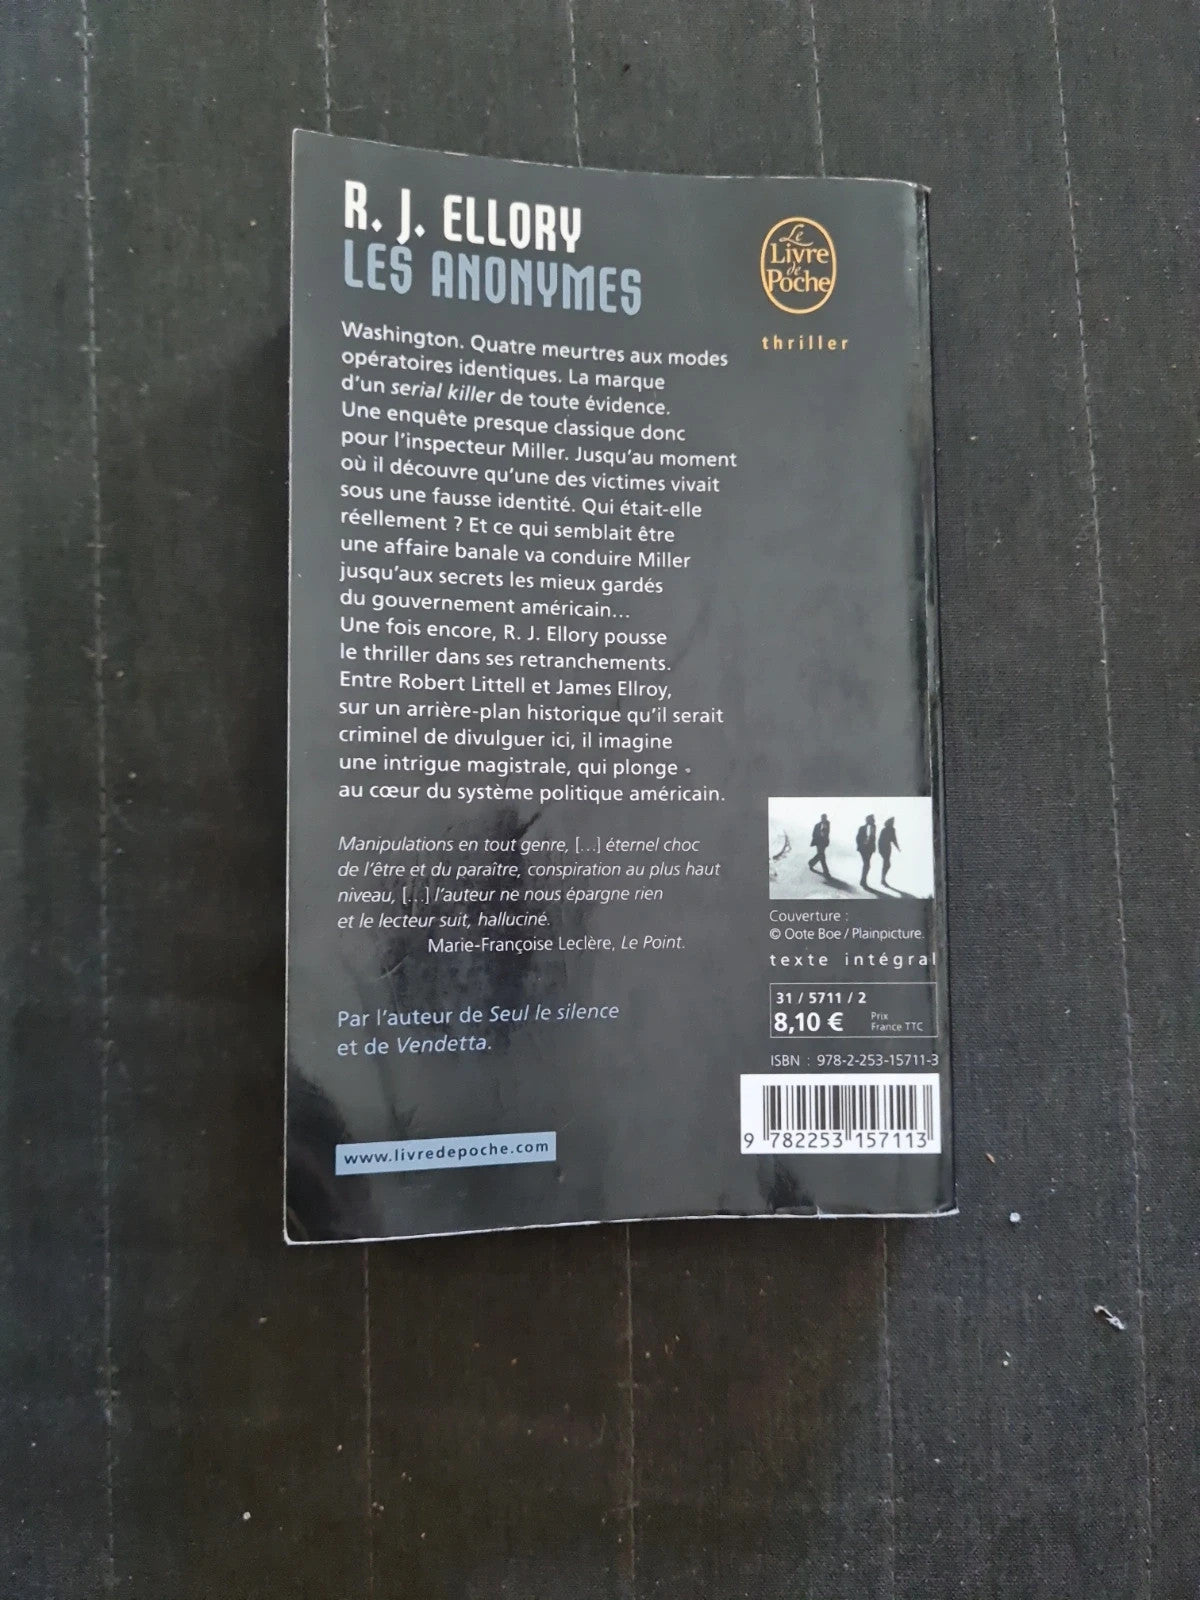 R. J. ELLORY
LES ANONYMES
Le
Livre
de
Poche
thriller
Washington. Quatre meurtres aux modes
opératoires identiques. La marque
d'un serial killer de toute évidence.
Une enquête presque classique donc
pour l'inspecteur Miller. Jusqu'au moment
où il découvre qu'une des victimes vivait
sous une fausse identité. Qui était-elle
réellement ? Et ce qui semblait être
une affaire banale va conduire Miller
jusqu'aux secrets les mieux gardés
du gouvernement américain...
Une fois encore, R. J. Ellory pousse
le thriller dans ses retranchements.
Entre Robert Littell et James Ellroy,
sur un arrière-plan historique qu'il serait
criminel de divulguer ici, il imagine
une intrigue magistrale, qui plonge
au cœur du système politique américain.
Manipulations en tout genre, [...] éternel choc
de l'être et du paraître, conspiration au plus haut
niveau, [...] l'auteur ne nous épargne rien
et le lecteur suit, halluciné.
Marie-Françoise Leclère, Le Point.
Par l'auteur de Seul le silence
et de Vendetta.
www.livredepoche.com
Couverture :
© Oote Boe / Plainpicture.
texte intégral
31 / 5711 / 2
8,10 € Prix
France TTC
ISBN : 978-2-253-15711-3
9 782253 157113